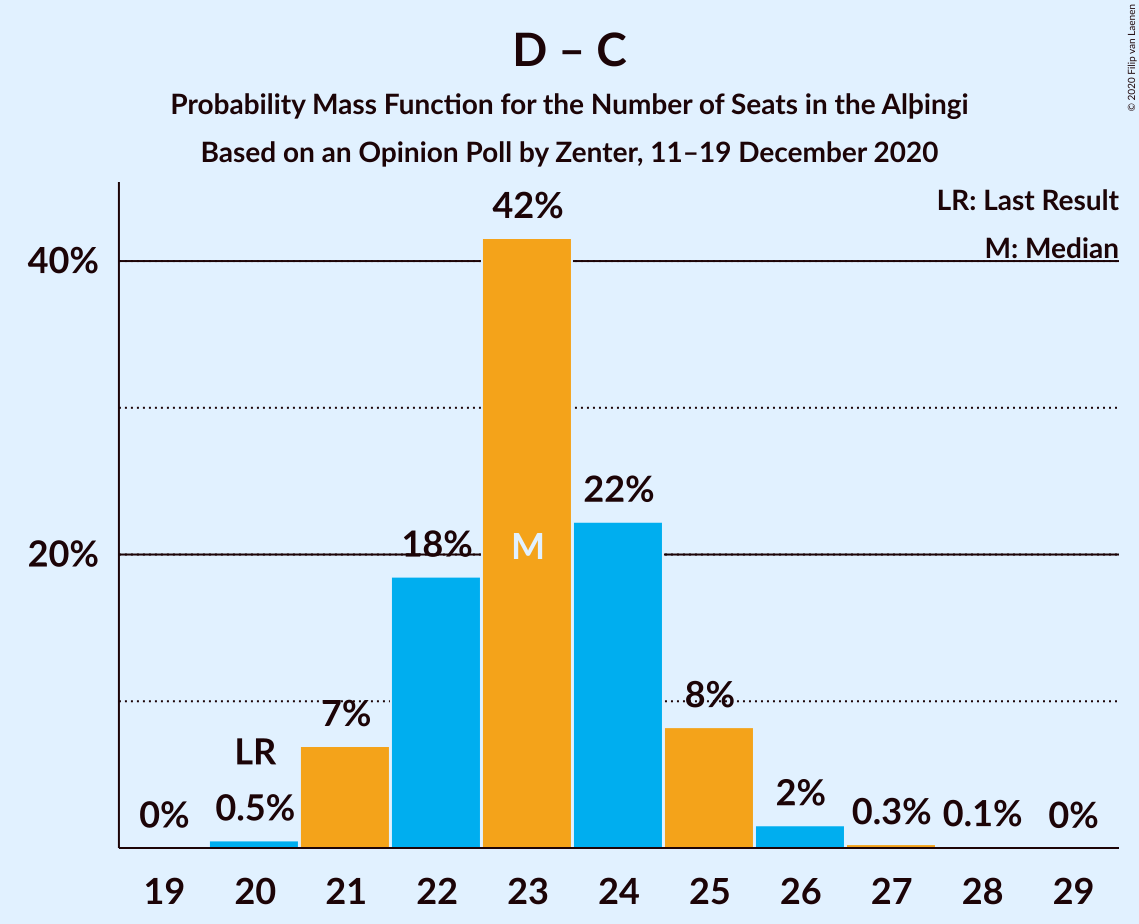 D – C
Probability Mass Function for the Number of Seats in the Alþingi
Based on an Opinion Poll by Zenter, 11–19 December 2020
© 2020 Filip van Laenen
LR: Last Result
M: Median
40%
20%
0%
LR
0.5%
7%
18%
42%
M
22%
8%
2%
0.3%
0.1%
0%
19 20 21 22 23 24 25 26 27 28 29